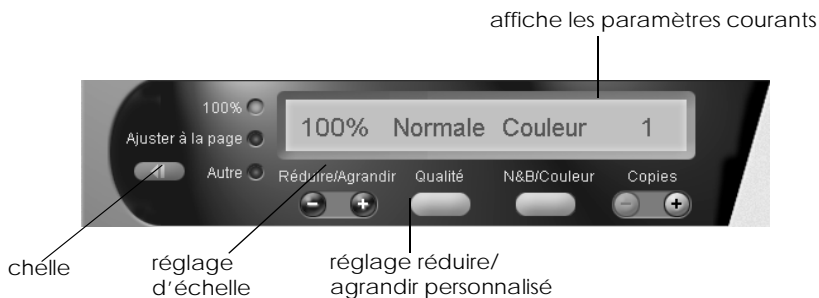 affiche les paramètres courants
100%
Ajuster à la page
Autre
100% Normale Couleur 1
Réduire/Agrandir Qualité N&B/Couleur Copies
chelle
réglage
d'échelle
réglage réduire/
agrandir personnalisé